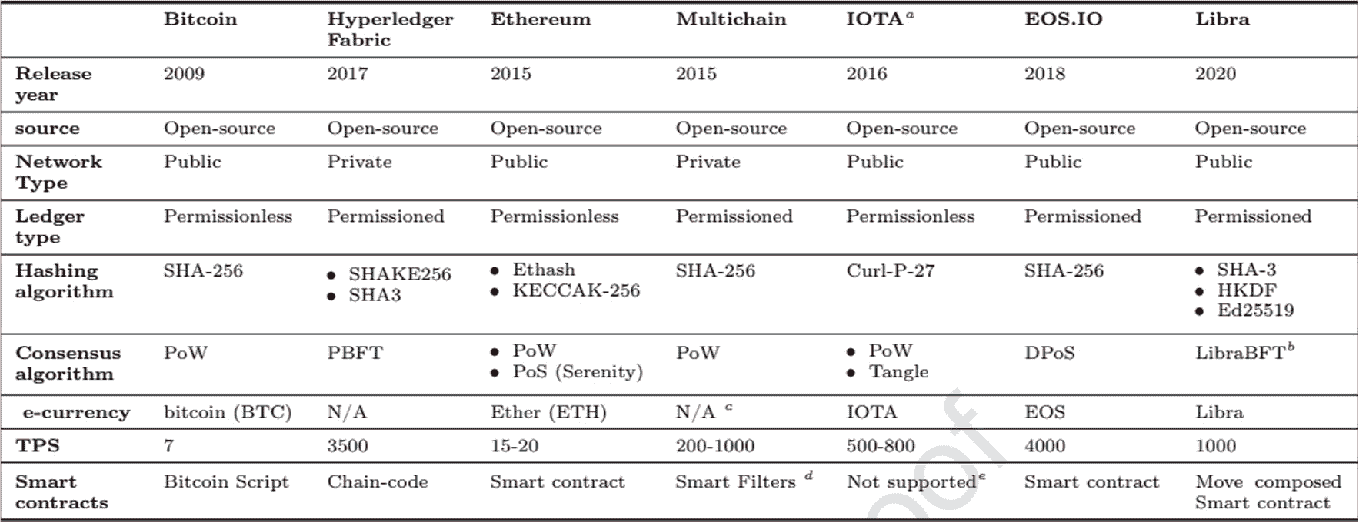 Bitcoin Hyperledger Fabric Ethereum Multichain IOTAᵃ EOS.IO Libra
Release year 2009 2017 2015 2015 2016 2018 2020
source Open-source Open-source Open-source Open-source Open-source Open-source Open-source
Network Type Public Private Public Private Public Public Public
Ledger type Permissionless Permissioned Permissionless Permissioned Permissionless Permissioned Permissioned
Hashing algorithm SHA-256 • SHAKE256 • SHA3 • Ethash • KECCAK-256 SHA-256 Curl-P-27 SHA-256 • SHA-3 • HKDF • Ed25519
Consensus algorithm PoW PBFT • PoW • PoS (Serenity) PoW • PoW • Tangle DPoS LibraBFTᵇ
e-currency bitcoin (BTC) N/A Ether (ETH) N/A ᶜ IOTA EOS Libra
TPS 7 3500 15-20 200-1000 500-800 4000 1000
Smart contracts Bitcoin Script Chain-code Smart contract Smart Filters ᵈ Not supportedᵉ Smart contract Move composed Smart contract